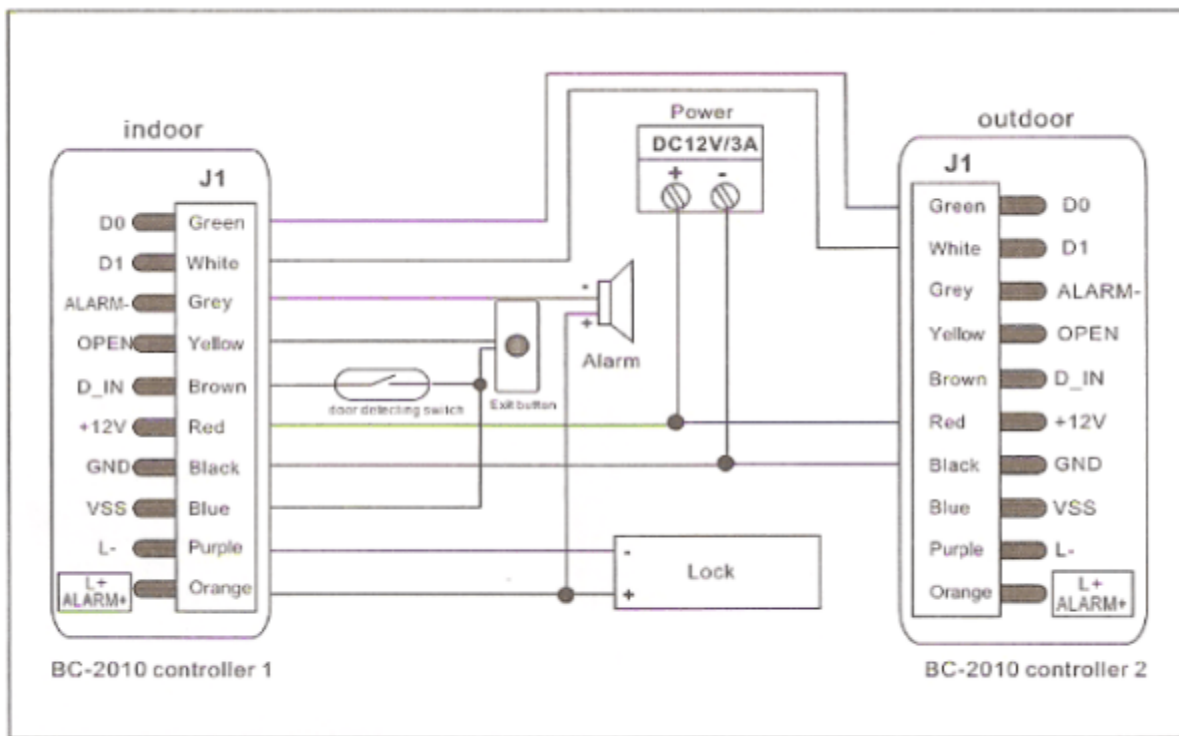 indoor
J1
D0 Green
D1 White
ALARM- Grey
OPEN Yellow
D_IN Brown
+12V Red
GND Black
VSS Blue
L- Purple
L+
ALARM+ Orange
BC-2010 controller 1
Power
DC12V/3A
+ -
-
+
Alarm
door detecting switch
Exit button
-
Lock
+
outdoor
J1
Green D0
White D1
Grey ALARM-
Yellow OPEN
Brown D_IN
Red +12V
Black GND
Blue VSS
Purple L-
Orange L+
ALARM+
BC-2010 controller 2